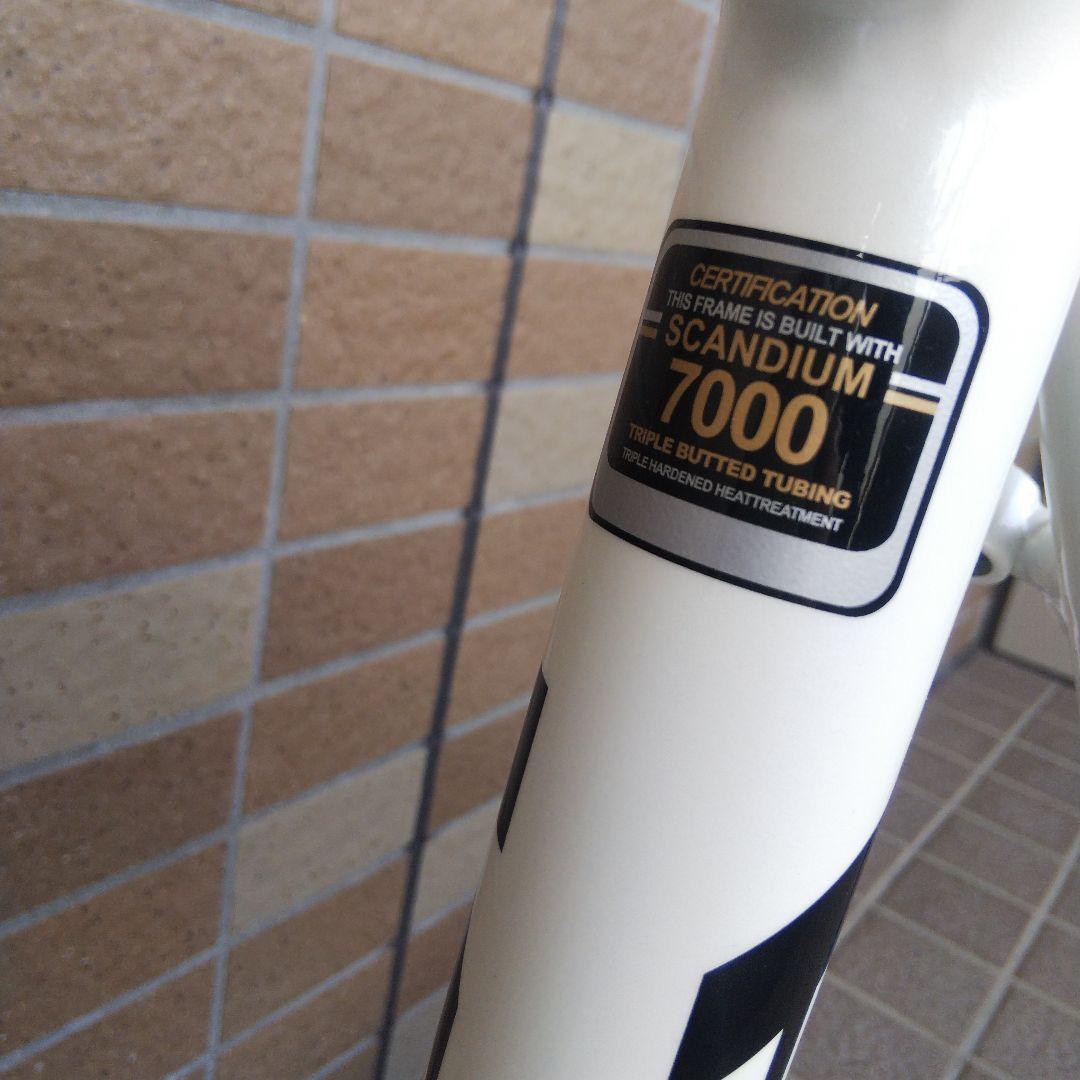 CERTIFICATION
THIS FRAME IS BUILT WITH
SCANDIUM
7000
TRIPLE BUTTED TUBING
TRIPLE HARDENED HEATTREATMENT